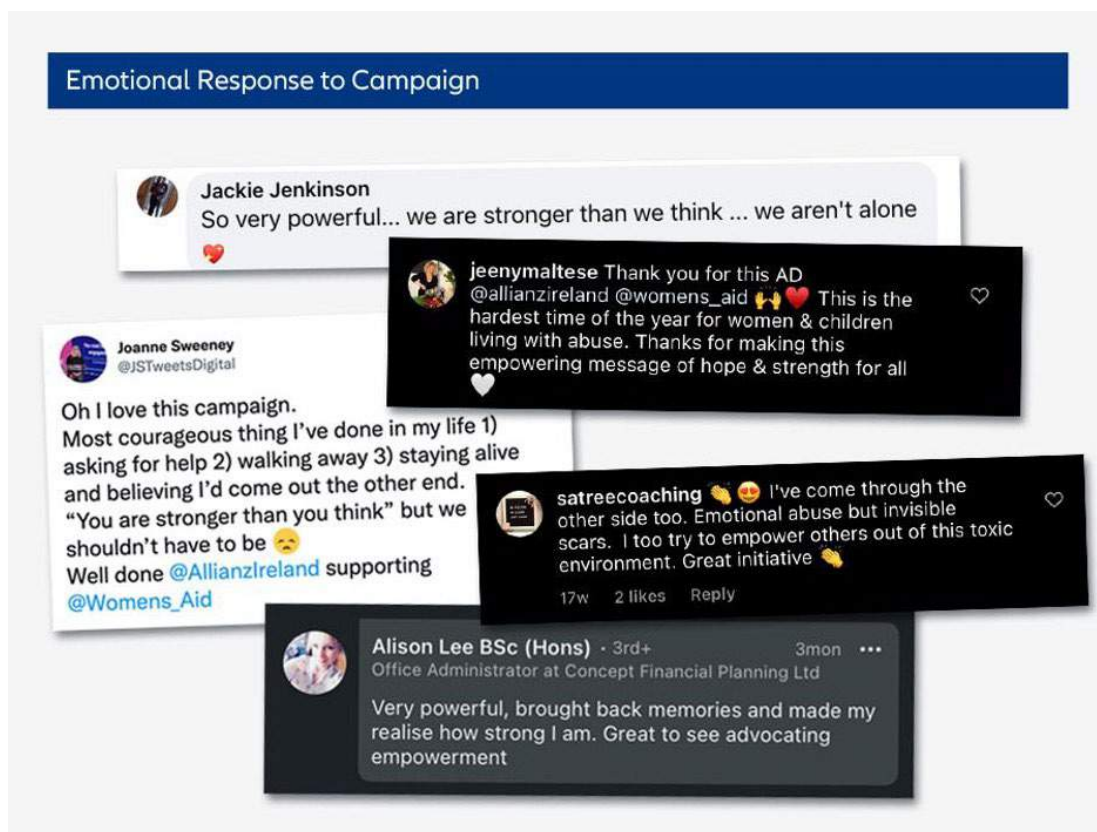 Emotional Response to Campaign
Jackie Jenkinson
So very powerful... we are stronger than we think ... we aren't alone
💖
jeenymaltese Thank you for this AD
@allianzireland @womens_aid 🙌❤️ This is the
hardest time of the year for women & children
living with abuse. Thanks for making this
empowering message of hope & strength for all
🤍
Joanne Sweeney
@JSTweetsDigital
Oh I love this campaign.
Most courageous thing I've done in my life 1)
asking for help 2) walking away 3) staying alive
and believing I'd come out the other end.
“You are stronger than you think” but we
shouldn't have to be 😞
Well done @AllianzIreland supporting
@Womens_Aid
satreecoaching 👏😍 I've come through the
other side too. Emotional abuse but invisible
scars. I too try to empower others out of this toxic
environment. Great initiative 👏
17w 2 likes Reply
Alison Lee BSc (Hons) · 3rd+ 3mon •••
Office Administrator at Concept Financial Planning Ltd
Very powerful, brought back memories and made my
realise how strong I am. Great to see advocating
empowerment